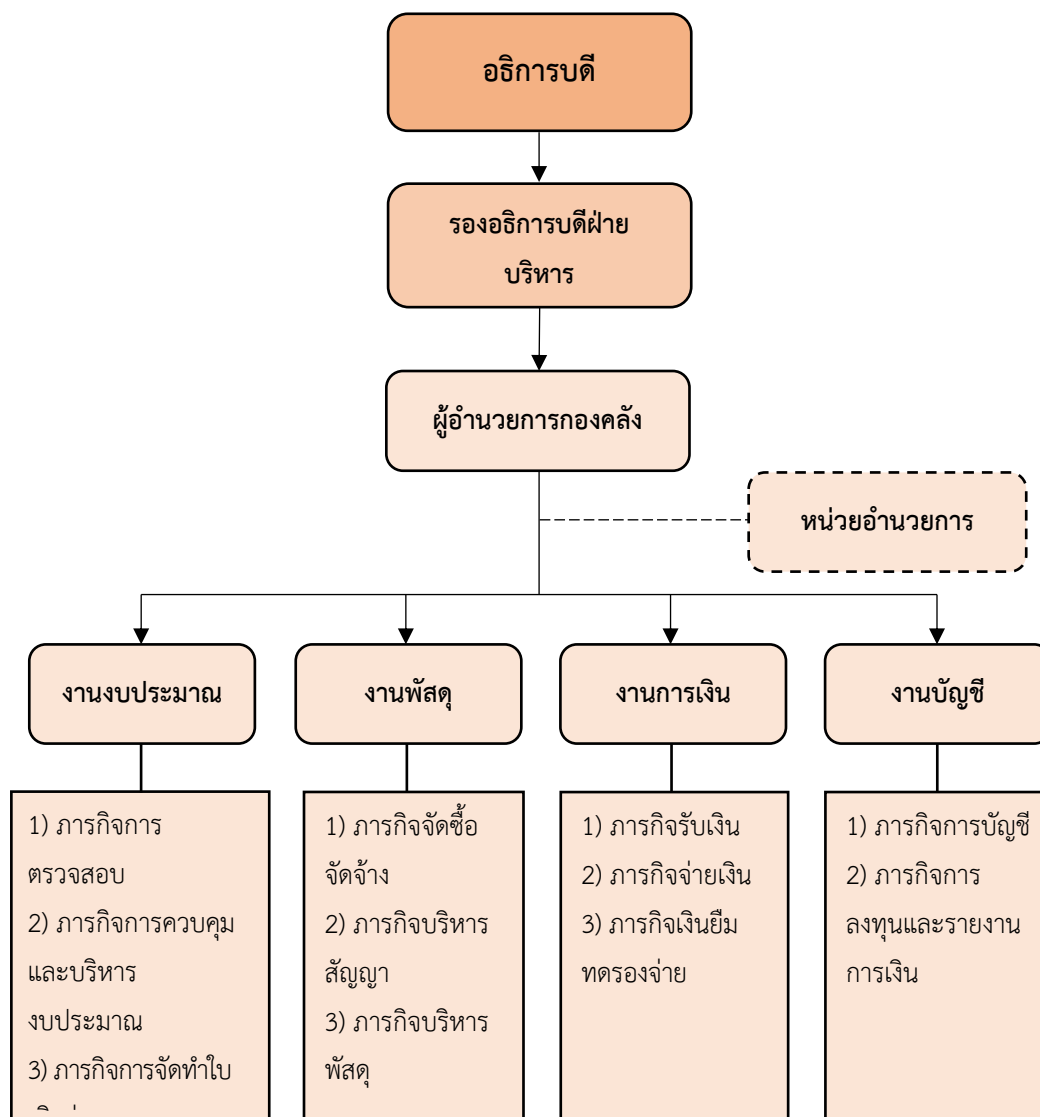 อธิการบดี
รองอธิการบดีฝ่าย
บริหาร
ผู้อำนวยการกองคลัง
หน่วยอำนวยการ
งานงบประมาณ
งานพัสดุ
งานการเงิน
งานบัญชี
1) ภารกิจการ
ตรวจสอบ
2) ภารกิจการควบคุม
และบริหาร
งบประมาณ
3) ภารกิจการจัดทำใบ
1) ภารกิจจัดซื้อ
จัดจ้าง
2) ภารกิจบริหาร
สัญญา
3) ภารกิจบริหาร
พัสดุ
1) ภารกิจรับเงิน
2) ภารกิจจ่ายเงิน
3) ภารกิจเงินยืม
ทดรองจ่าย
1) ภารกิจการบัญชี
2) ภารกิจการ
ลงทุนและรายงาน
การเงิน